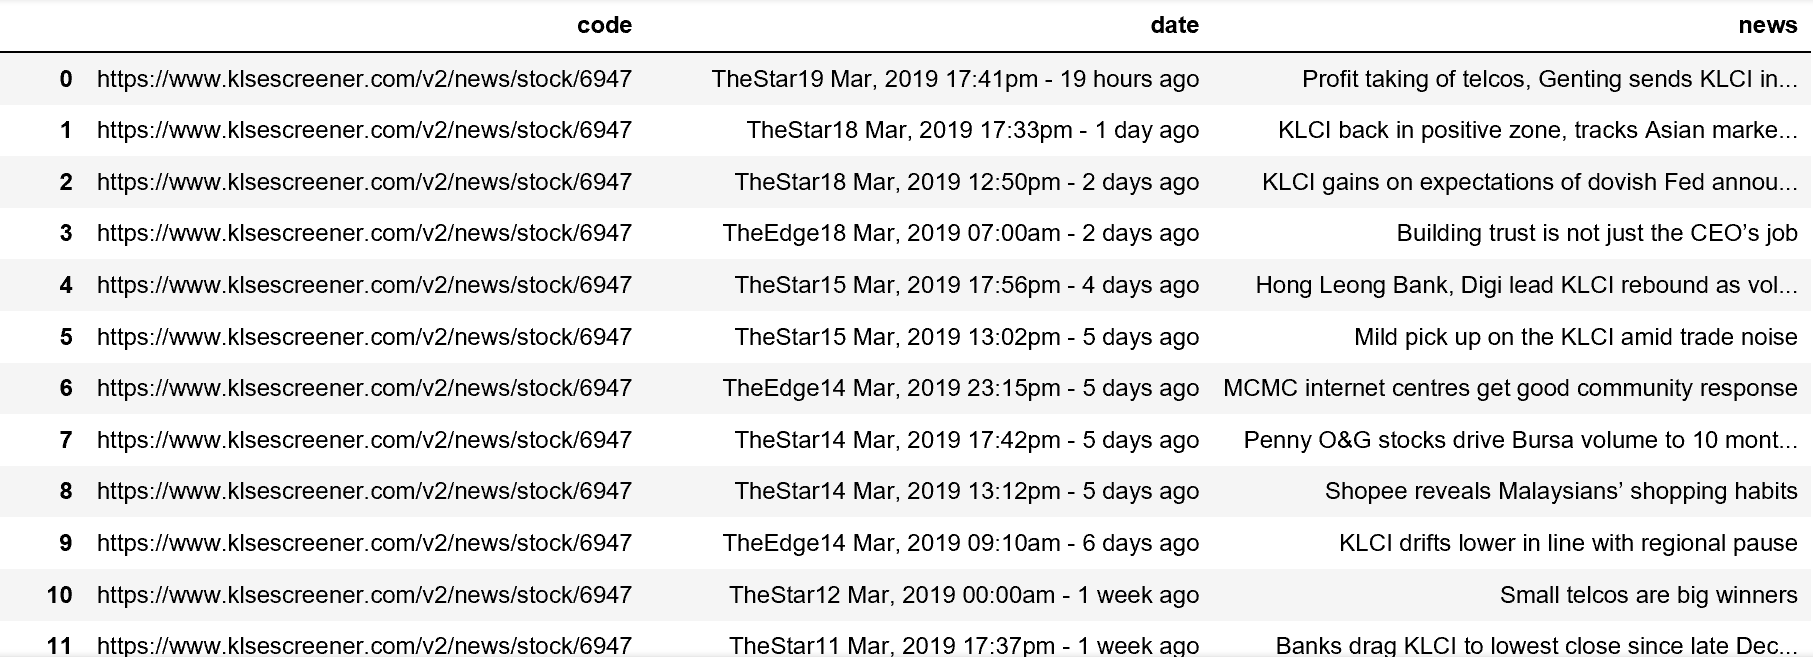 code date news
0 https://www.klsescreener.com/v2/news/stock/6947 TheStar19 Mar, 2019 17:41pm - 19 hours ago Profit taking of telcos, Genting sends KLCI in...
1 https://www.klsescreener.com/v2/news/stock/6947 TheStar18 Mar, 2019 17:33pm - 1 day ago KLCI back in positive zone, tracks Asian marke...
2 https://www.klsescreener.com/v2/news/stock/6947 TheStar18 Mar, 2019 12:50pm - 2 days ago KLCI gains on expectations of dovish Fed annou...
3 https://www.klsescreener.com/v2/news/stock/6947 TheEdge18 Mar, 2019 07:00am - 2 days ago Building trust is not just the CEO’s job
4 https://www.klsescreener.com/v2/news/stock/6947 TheStar15 Mar, 2019 17:56pm - 4 days ago Hong Leong Bank, Digi lead KLCI rebound as vol...
5 https://www.klsescreener.com/v2/news/stock/6947 TheStar15 Mar, 2019 13:02pm - 5 days ago Mild pick up on the KLCI amid trade noise
6 https://www.klsescreener.com/v2/news/stock/6947 TheEdge14 Mar, 2019 23:15pm - 5 days ago MCMC internet centres get good community response
7 https://www.klsescreener.com/v2/news/stock/6947 TheStar14 Mar, 2019 17:42pm - 5 days ago Penny O&G stocks drive Bursa volume to 10 mont...
8 https://www.klsescreener.com/v2/news/stock/6947 TheStar14 Mar, 2019 13:12pm - 5 days ago Shopee reveals Malaysians’ shopping habits
9 https://www.klsescreener.com/v2/news/stock/6947 TheEdge14 Mar, 2019 09:10am - 6 days ago KLCI drifts lower in line with regional pause
10 https://www.klsescreener.com/v2/news/stock/6947 TheStar12 Mar, 2019 00:00am - 1 week ago Small telcos are big winners
11 https://www.klsescreener.com/v2/news/stock/6947 TheStar11 Mar, 2019 17:37pm - 1 week ago Banks drag KLCI to lowest close since late Dec...